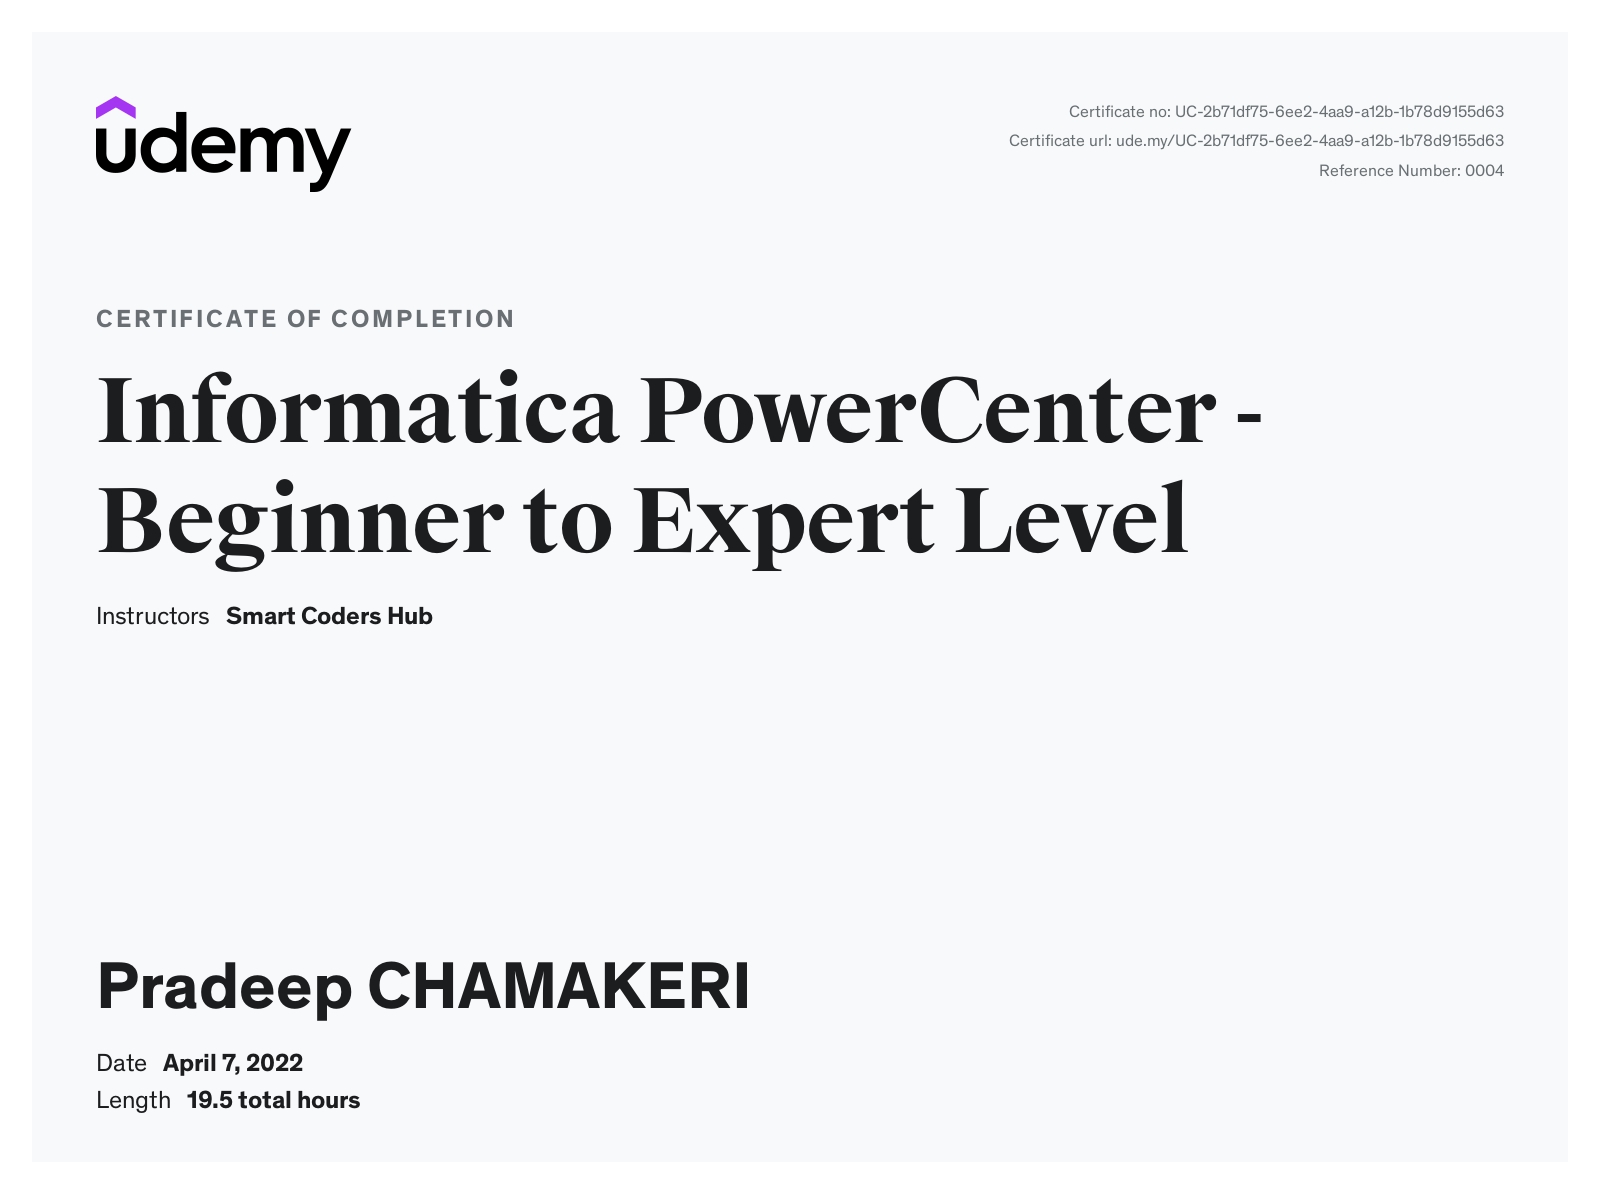 udemy
Certificate no: UC-2b71df75-6ee2-4aa9-a12b-1b78d9155d63
Certificate url: ude.my/UC-2b71df75-6ee2-4aa9-a12b-1b78d9155d63
Reference Number: 0004
CERTIFICATE OF COMPLETION
Informatica PowerCenter -
Beginner to Expert Level
Instructors Smart Coders Hub
Pradeep CHAMAKERI
Date April 7, 2022
Length 19.5 total hours